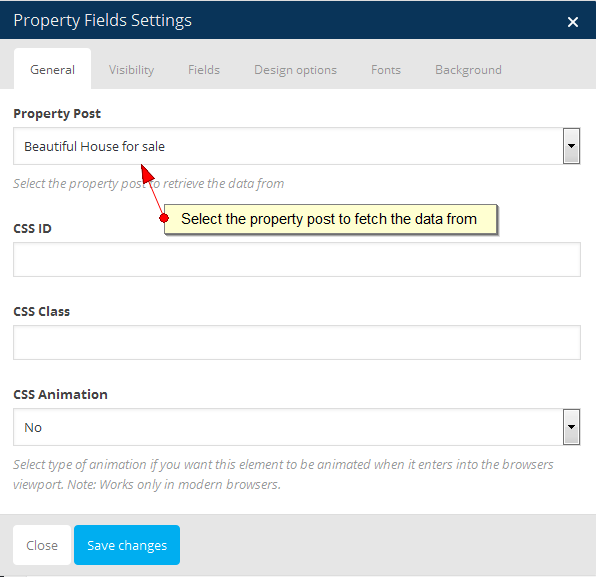 Property Fields Settings
General Visibility Fields Design options Fonts Background
Property Post
Beautiful House for sale
Select the property post to retrieve the data from
Select the property post to fetch the data from
CSS ID
CSS Class
CSS Animation
No
Select type of animation if you want this element to be animated when it enters into the browsers
viewport. Note: Works only in modern browsers.
Close Save changes